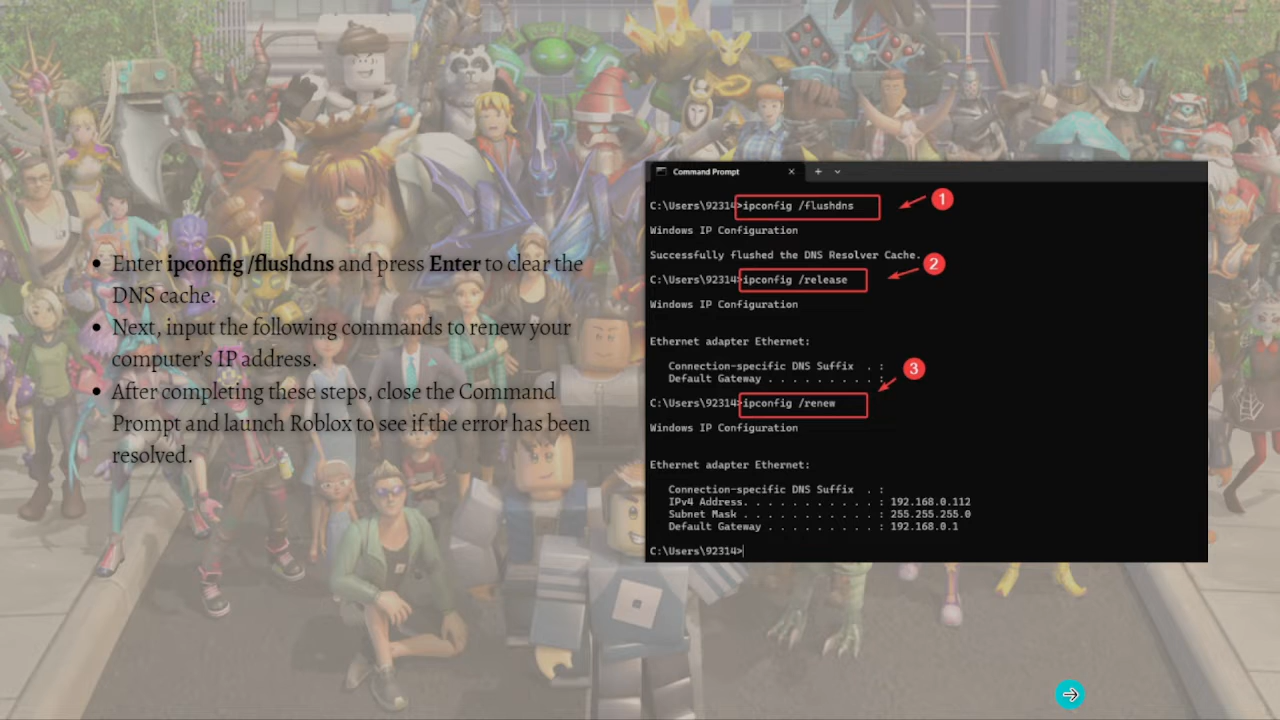 • Enter ipconfig /flushdns and press Enter to clear the
DNS cache.
• Next, input the following commands to renew your
computer's IP address.
• After completing these steps, close the Command
Prompt and launch Roblox to see if the error has been
resolved.
Command Prompt
C:\Users\92314>ipconfig /flushdns
1
Windows IP Configuration
Successfully flushed the DNS Resolver Cache.
2
C:\Users\92314>ipconfig /release
Windows IP Configuration
Ethernet adapter Ethernet:
Connection-specific DNS Suffix . :
Default Gateway . . . . . . . . . :
3
C:\Users\92314>ipconfig /renew
Windows IP Configuration
Ethernet adapter Ethernet:
Connection-specific DNS Suffix . :
IPv4 Address. . . . . . . . . . . : 192.168.0.112
Subnet Mask . . . . . . . . . . . : 255.255.255.0
Default Gateway . . . . . . . . . : 192.168.0.1
C:\Users\92314>